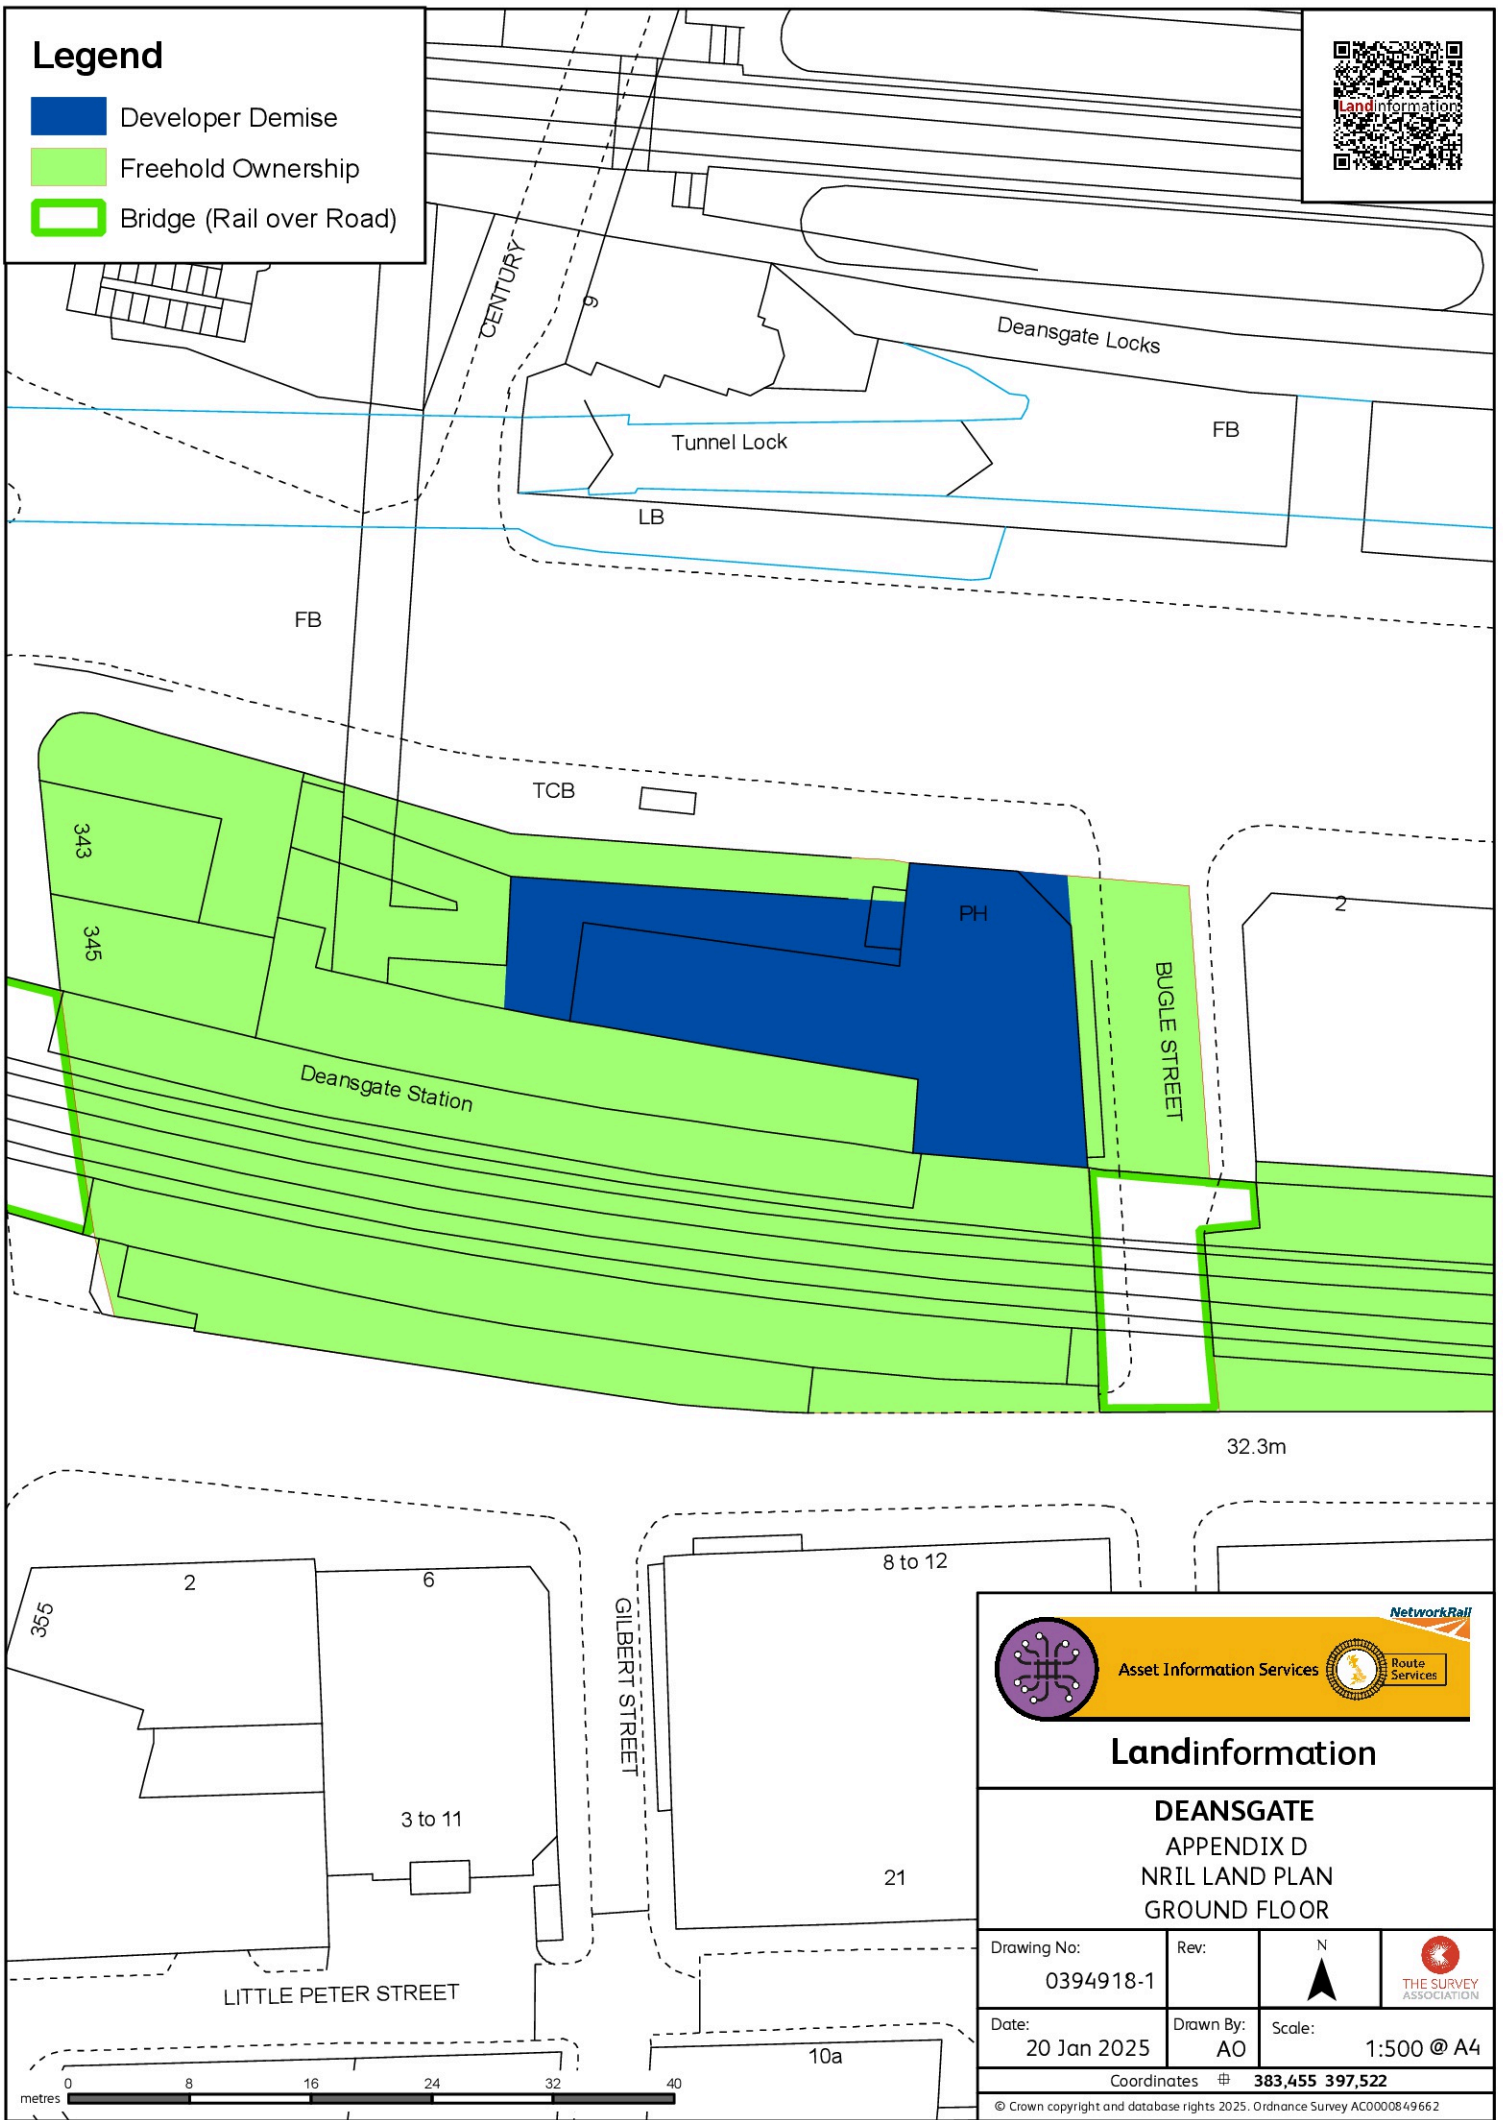 Legend
Developer Demise
Freehold Ownership
Bridge (Rail over Road)
Landinformation
CENTURY
9
Deansgate Locks
Tunnel Lock
FB
LB
FB
TCB
343
PH
2
345
BUGLE STREET
Deansgate Station
32.3m
2
6
8 to 12
355
GILBERT STREET
3 to 11
21
LITTLE PETER STREET
10a
metres 0 8 16 24 32 40
NetworkRail
Asset Information Services
Route
Services
Landinformation
DEANSGATE
APPENDIX D
NRIL LAND PLAN
GROUND FLOOR
Drawing No:
0394918-1
Rev:
N
THE SURVEY
ASSOCIATION
Date:
20 Jan 2025
Drawn By:
AO
Scale:
1:500 @ A4
Coordinates 383,455 397,522
© Crown copyright and database rights 2025. Ordnance Survey AC0000849662